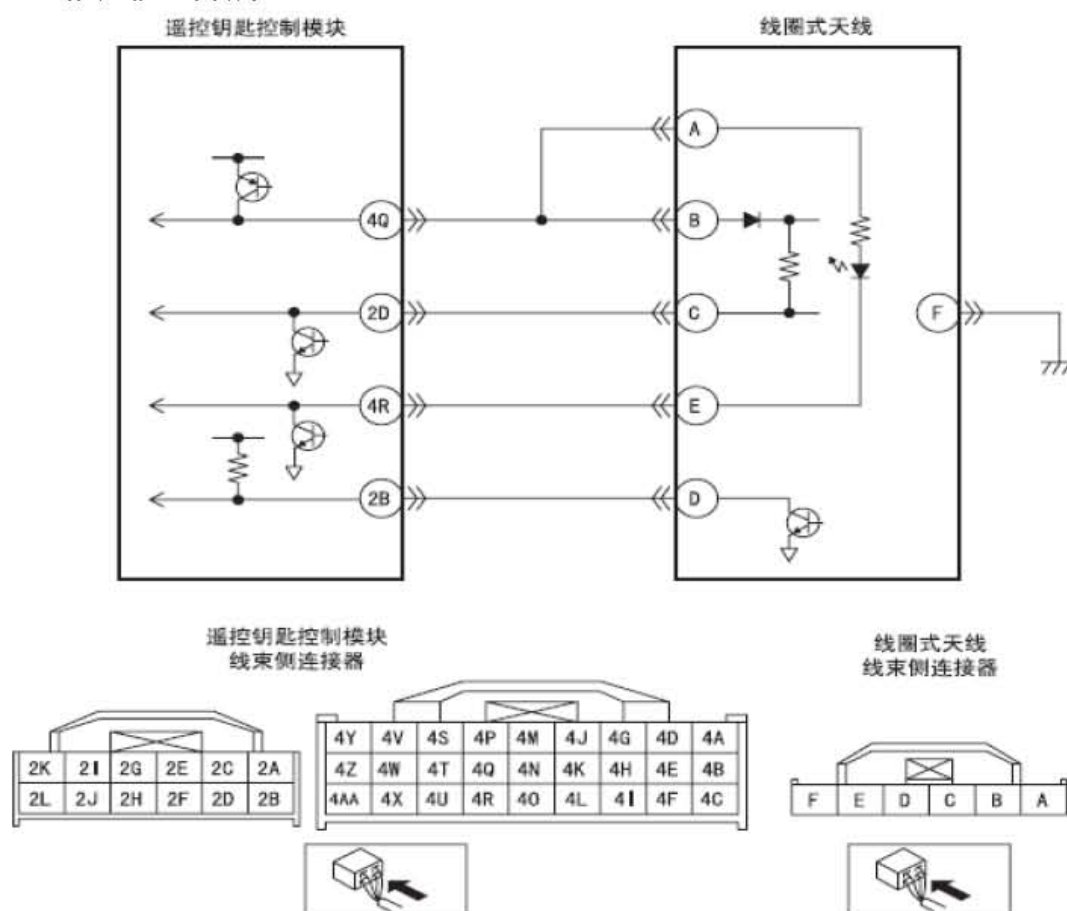 遥控钥匙控制模块
线圈式天线
A
4Q
B
2D
C
F
4R
E
2B
D
遥控钥匙控制模块
线束侧连接器
线圈式天线
线束侧连接器
4Y 4V 4S 4P 4M 4J 4G 4D 4A
4Z 4W 4T 4Q 4N 4K 4H 4E 4B
4AA 4X 4U 4R 4O 4L 4I 4F 4C
2K 2I 2G 2E 2C 2A
2L 2J 2H 2F 2D 2B
F E D C B A